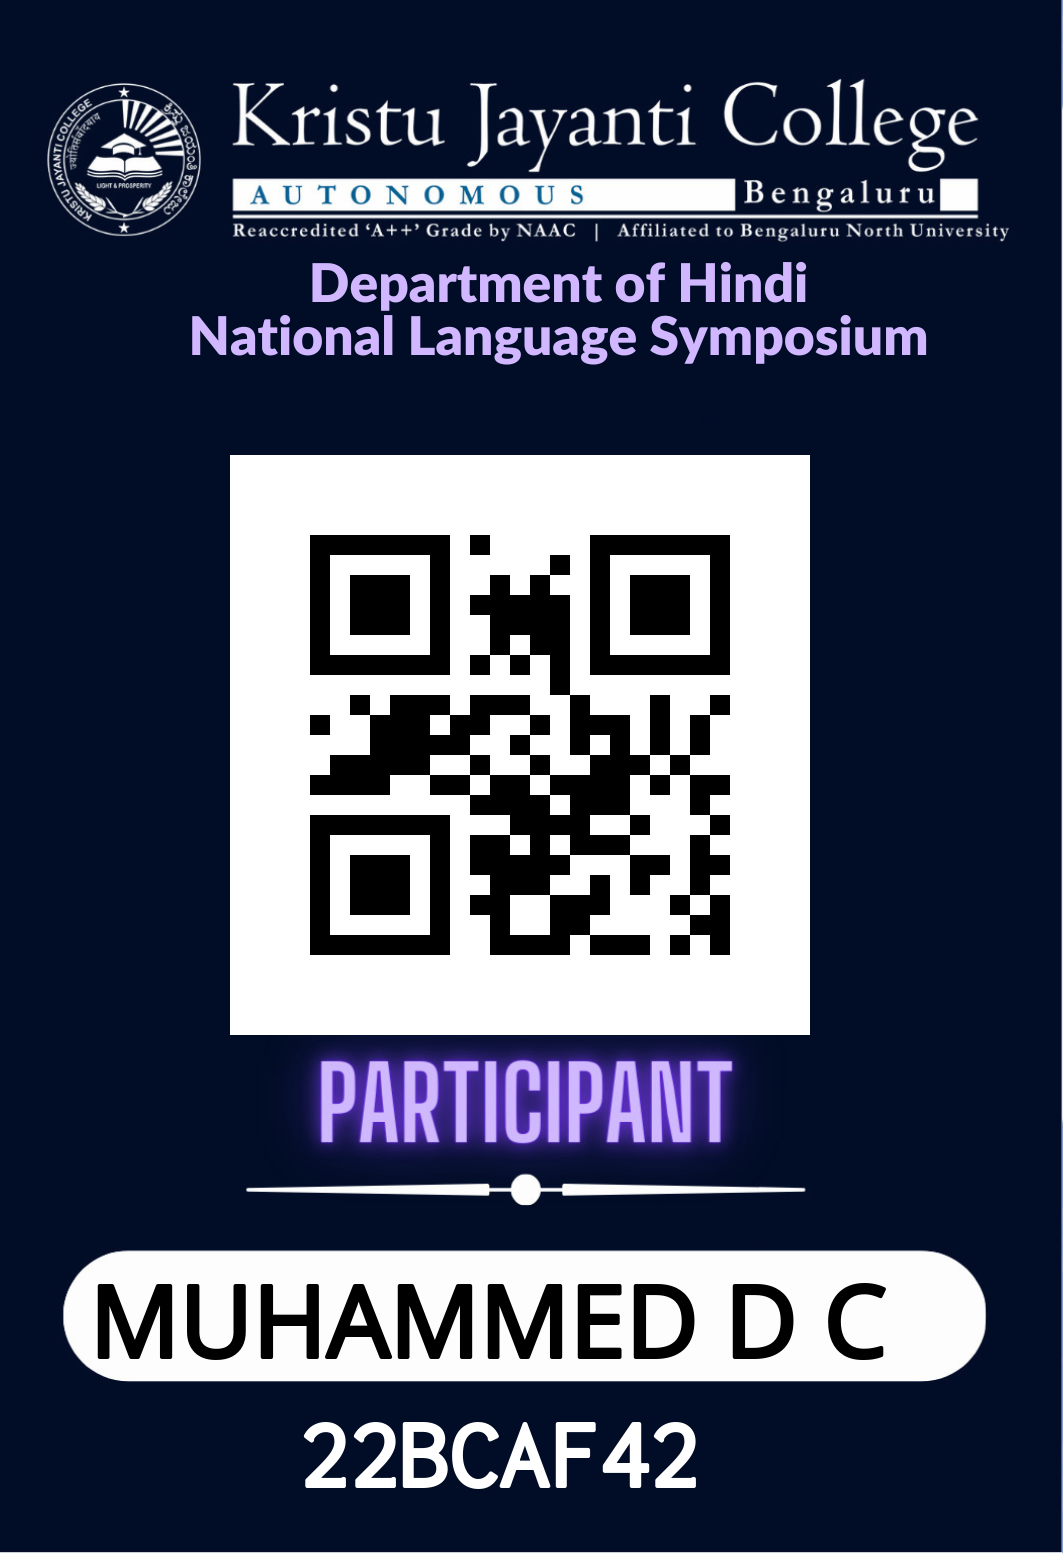 KRISTU JAYANTI COLLEGE
LIGHT & PROSPERITY
Kristu Jayanti College
AUTONOMOUS Bengaluru
Reaccredited ‘A++’ Grade by NAAC | Affiliated to Bengaluru North University
Department of Hindi
National Language Symposium
PARTICIPANT
MUHAMMED D C
22BCAF42